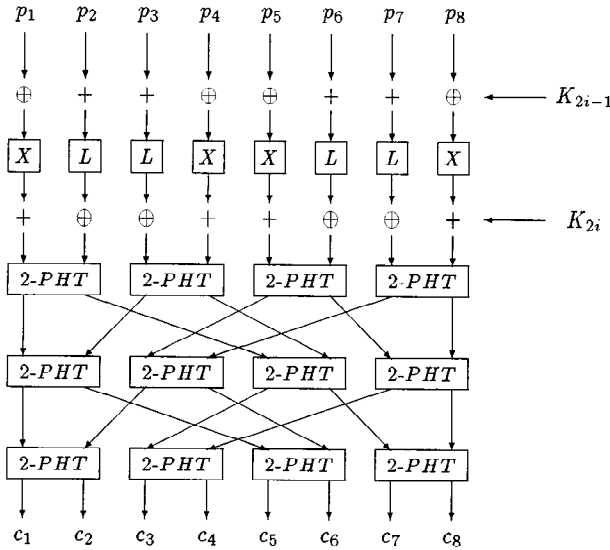 p₁ p₂ p₃ p₄ p₅ p₆ p₇ p₈
⊕ + + ⊕ ⊕ + + ⊕ K₂ᵢ₋₁
X L L X X L L X
+ ⊕ ⊕ + + ⊕ ⊕ + K₂ᵢ
2-PHT 2-PHT 2-PHT 2-PHT
2-PHT 2-PHT 2-PHT 2-PHT
2-PHT 2-PHT 2-PHT 2-PHT
c₁ c₂ c₃ c₄ c₅ c₆ c₇ c₈